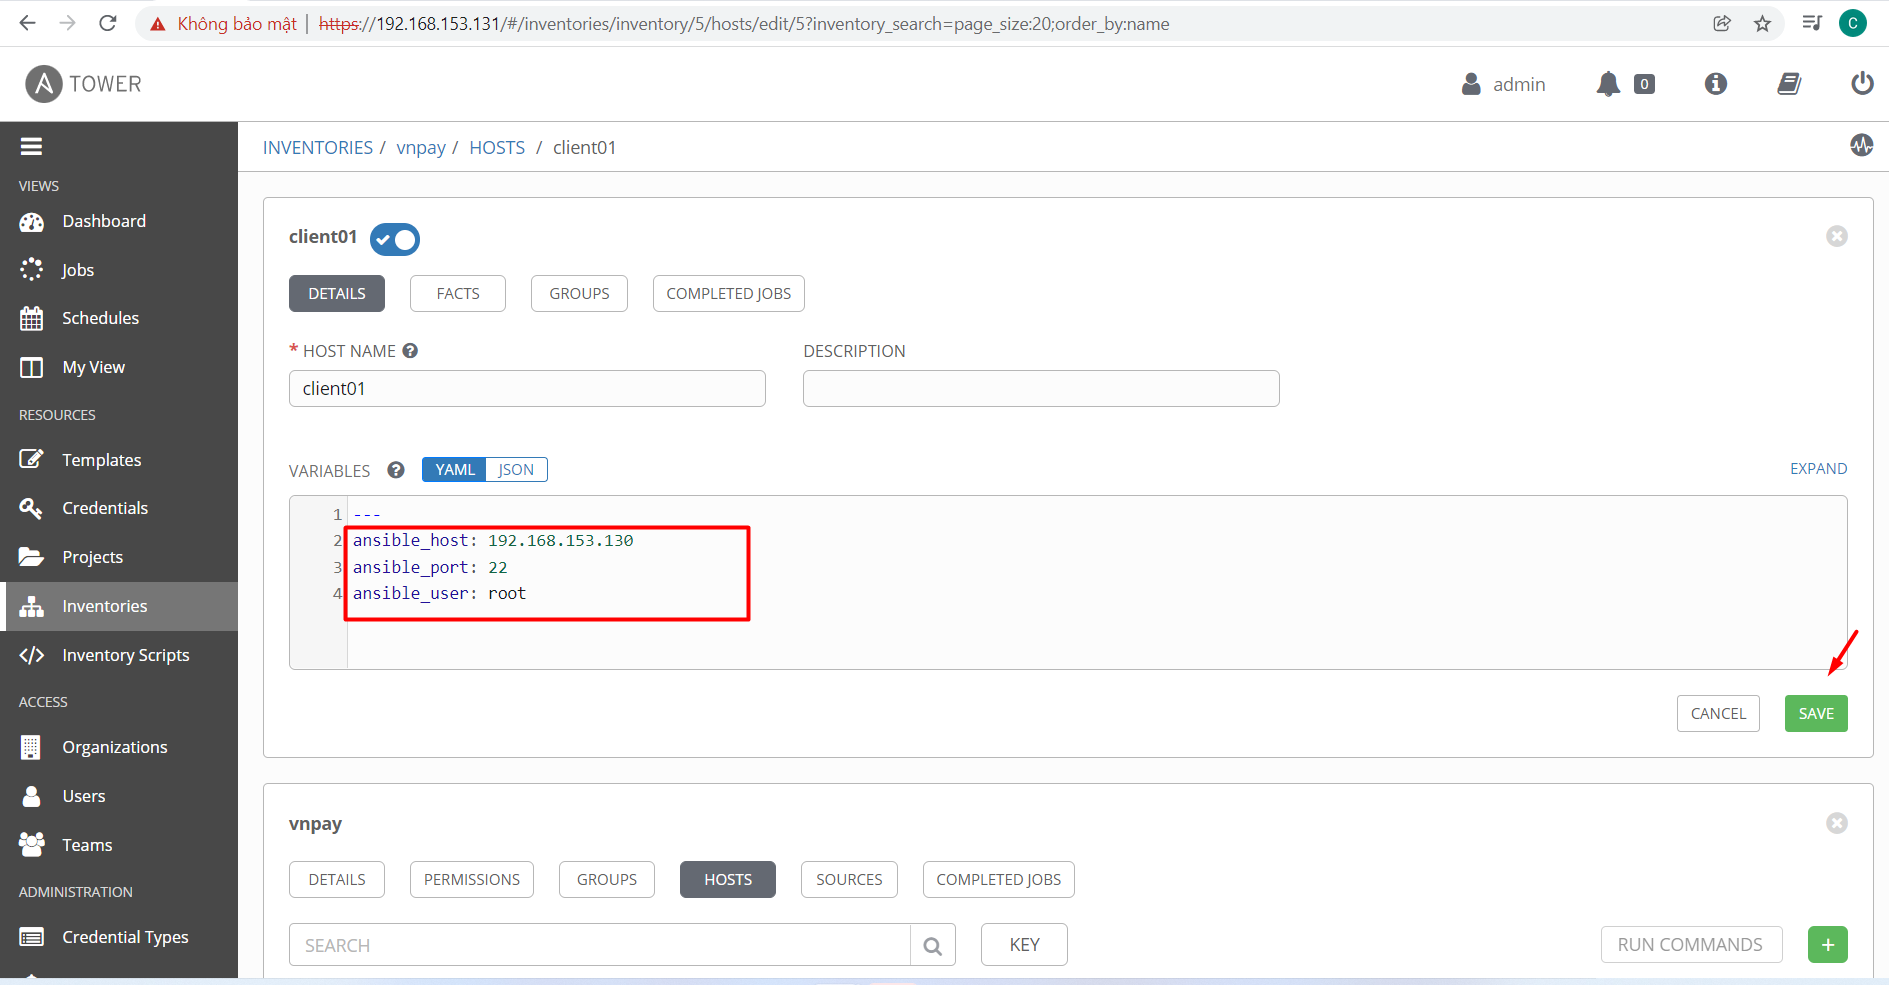 Không bảo mật | https://192.168.153.131/#/inventories/inventory/5/hosts/edit/5?inventory_search=page_size:20;order_by:name
C
A TOWER
admin
0
VIEWS
Dashboard
Jobs
Schedules
My View
RESOURCES
Templates
Credentials
Projects
Inventories
Inventory Scripts
ACCESS
Organizations
Users
Teams
ADMINISTRATION
Credential Types
INVENTORIES / vnpay / HOSTS / client01
client01
DETAILS FACTS GROUPS COMPLETED JOBS
* HOST NAME ? DESCRIPTION
client01
VARIABLES ? YAML JSON EXPAND
1 ---
2 ansible_host: 192.168.153.130
3 ansible_port: 22
4 ansible_user: root
CANCEL SAVE
vnpay
DETAILS PERMISSIONS GROUPS HOSTS SOURCES COMPLETED JOBS
SEARCH KEY RUN COMMANDS +